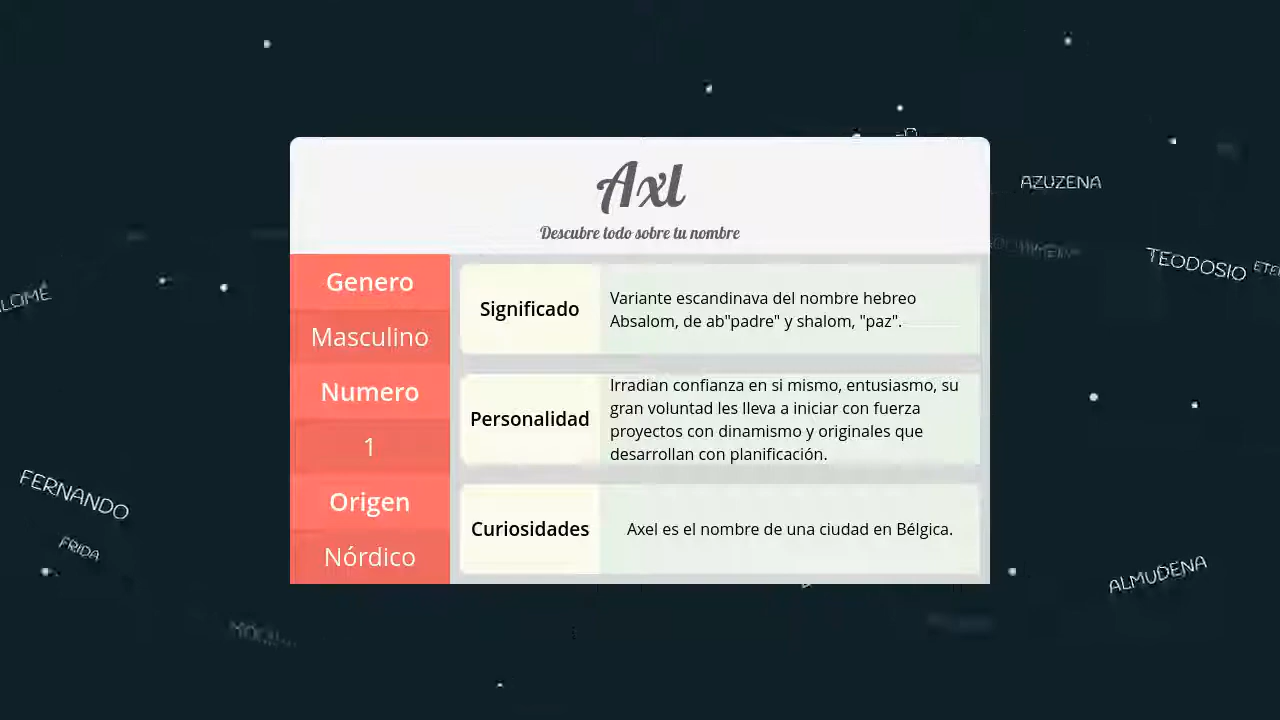 Axl
Descubre todo sobre tu nombre
Genero
Masculino
Numero
1
Origen
Nórdico
Significado
Variante escandinava del nombre hebreo
Absalom, de ab"padre" y shalom, "paz".
Personalidad
Irradian confianza en si mismo, entusiasmo, su
gran voluntad les lleva a iniciar con fuerza
proyectos con dinamismo y originales que
desarrollan con planificación.
Curiosidades
Axel es el nombre de una ciudad en Bélgica.
AZUZENA
TEODOSIO
FERNANDO
FRIDA
ALMUDENA